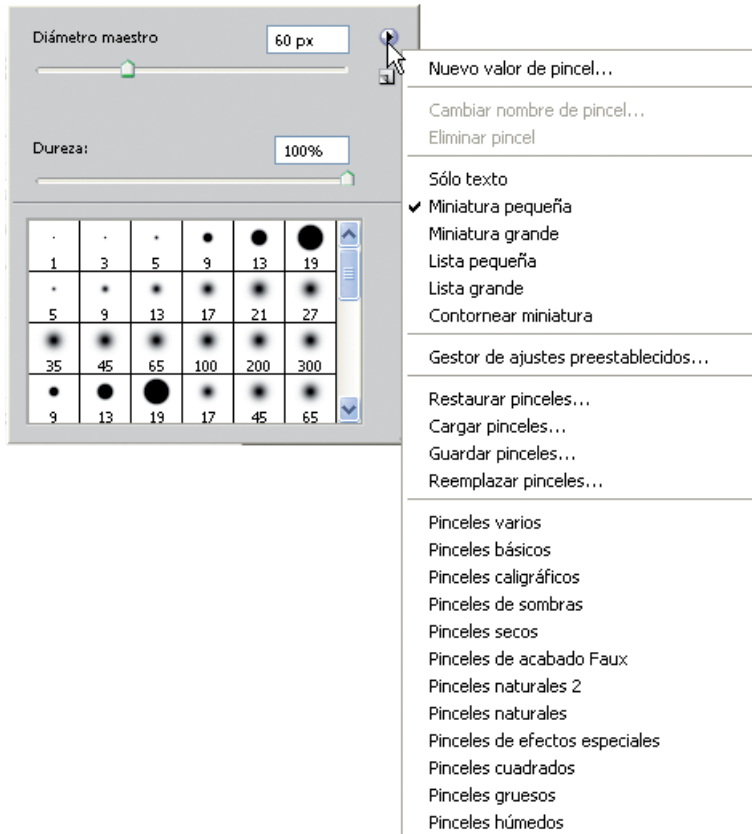 Diámetro maestro 60 px
Dureza: 100%
1 3 5 9 13 19
5 9 13 17 21 27
35 45 65 100 200 300
9 13 19 17 45 65
Nuevo valor de pincel...
Cambiar nombre de pincel...
Eliminar pincel
Sólo texto
Miniatura pequeña
Miniatura grande
Lista pequeña
Lista grande
Contornear miniatura
Gestor de ajustes preestablecidos...
Restaurar pinceles...
Cargar pinceles...
Guardar pinceles...
Reemplazar pinceles...
Pinceles varios
Pinceles básicos
Pinceles caligráficos
Pinceles de sombras
Pinceles secos
Pinceles de acabado Faux
Pinceles naturales 2
Pinceles naturales
Pinceles de efectos especiales
Pinceles cuadrados
Pinceles gruesos
Pinceles húmedos